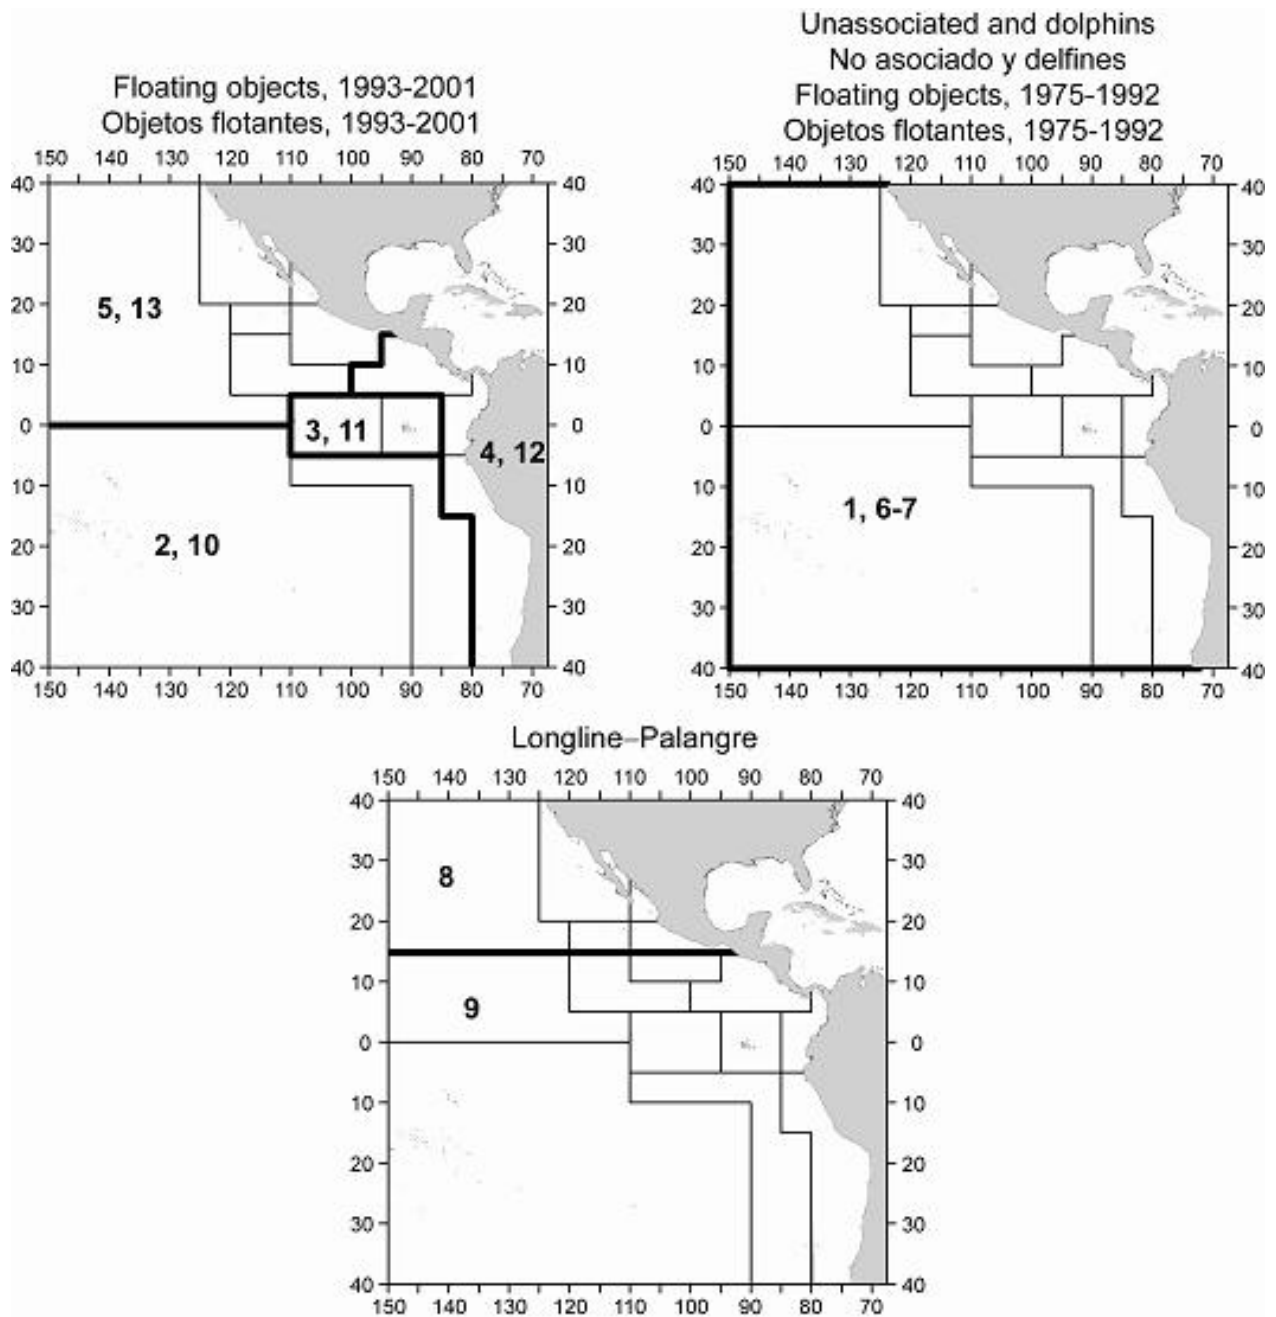 Floating objects, 1993-2001
Objetos flotantes, 1993-2001
150 140 130 120 110 100 90 80 70
40 40
30 30
20 20
5, 13
10 10
0 0
3, 11
4, 12
10 10
2, 10
20 20
30 30
40 40
150 140 130 120 110 100 90 80 70
Unassociated and dolphins
No asociado y delfines
Floating objects, 1975-1992
Objetos flotantes, 1975-1992
150 140 130 120 110 100 90 80 70
40 40
30 30
20 20
10 10
0 0
10 10
1, 6-7
20 20
30 30
40 40
150 140 130 120 110 100 90 80 70
Longline–Palangre
150 140 130 120 110 100 90 80 70
40 40
30 30
8
20 20
10 10
9
0 0
10 10
20 20
30 30
40 40
150 140 130 120 110 100 90 80 70